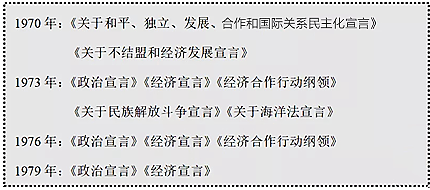 1970 年：《关于和平、独立、发展、合作和国际关系民主化宣言》
《关于不结盟和经济发展宣言》
1973 年：《政治宣言》《经济宣言》《经济合作行动纲领》
《关于民族解放斗争宣言》《关于海洋法宣言》
1976 年：《政治宣言》《经济宣言》《经济合作行动纲领》
1979 年：《政治宣言》《经济宣言》